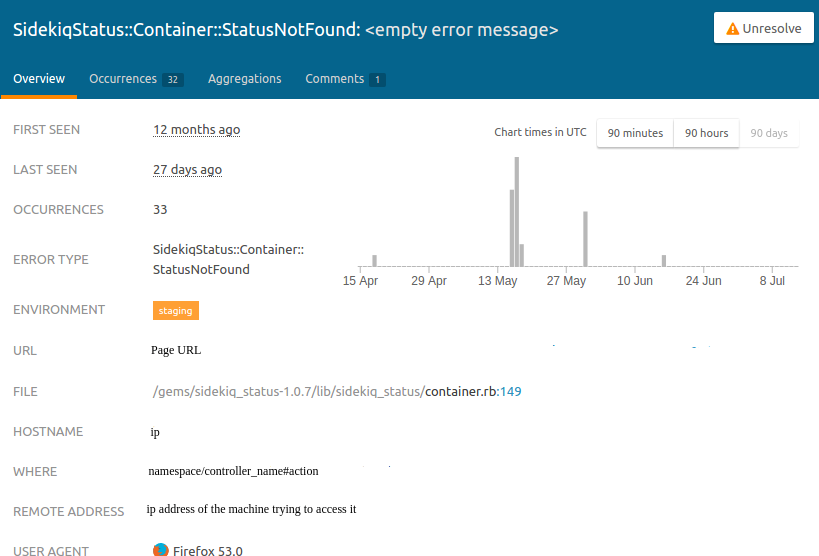 SidekiqStatus::Container::StatusNotFound: <empty error message>
Unresolve
Overview Occurrences 32 Aggregations Comments 1
FIRST SEEN 12 months ago
Chart times in UTC 90 minutes 90 hours 90 days
LAST SEEN 27 days ago
OCCURRENCES 33
ERROR TYPE SidekiqStatus::Container::
StatusNotFound
15 Apr 29 Apr 13 May 27 May 10 Jun 24 Jun 8 Jul
ENVIRONMENT staging
URL Page URL
FILE /gems/sidekiq_status-1.0.7/lib/sidekiq_status/container.rb:149
HOSTNAME ip
WHERE namespace/controller_name#action
REMOTE ADDRESS ip address of the machine trying to access it
USER AGENT Firefox 53.0